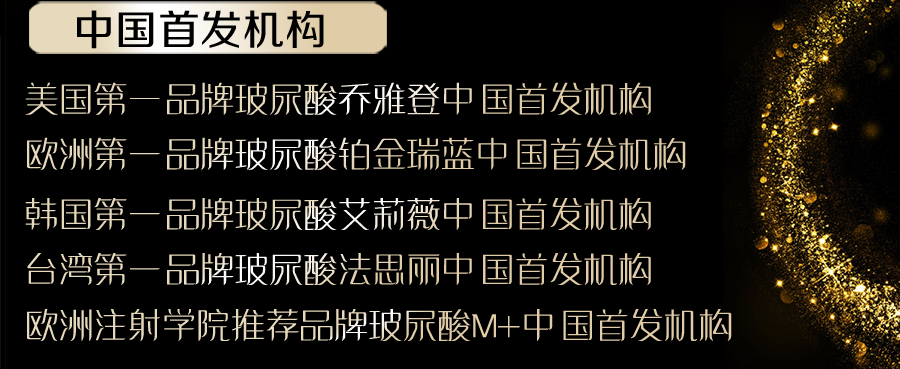 中国首发机构
美国第一品牌玻尿酸乔雅登中国首发机构
欧洲第一品牌玻尿酸铂金瑞蓝中国首发机构
韩国第一品牌玻尿酸艾莉薇中国首发机构
台湾第一品牌玻尿酸法思丽中国首发机构
欧洲注射学院推荐品牌玻尿酸M+中国首发机构